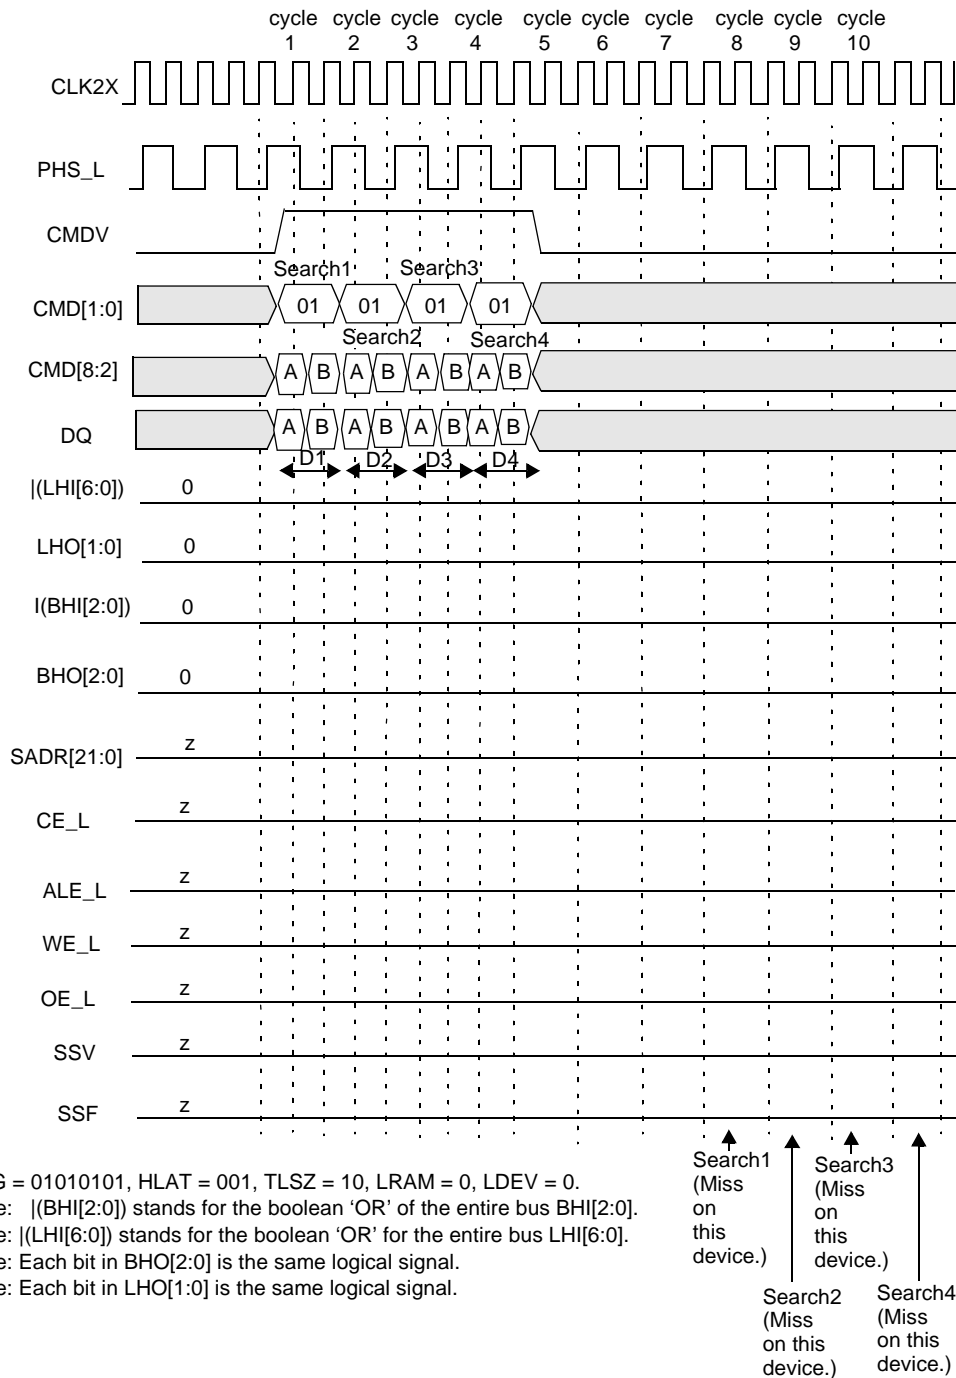 cycle cycle cycle cycle cycle cycle cycle cycle cycle cycle
1 2 3 4 5 6 7 8 9 10
CLK2X
PHS_L
CMDV
Search1 Search3
CMD[1:0] 01 01 01 01
Search2 Search4
CMD[8:2] A B A B A B A B
DQ A B A B A B A B
D1 D2 D3 D4
|(LHI[6:0]) 0
LHO[1:0] 0
I(BHI[2:0]) 0
BHO[2:0] 0
SADR[21:0] z
CE_L z
ALE_L z
WE_L z
OE_L z
SSV z
SSF z
G = 01010101, HLAT = 001, TLSZ = 10, LRAM = 0, LDEV = 0.
e: |(BHI[2:0]) stands for the boolean ‘OR’ of the entire bus BHI[2:0].
e: |(LHI[6:0]) stands for the boolean ‘OR’ for the entire bus LHI[6:0].
e: Each bit in BHO[2:0] is the same logical signal.
e: Each bit in LHO[1:0] is the same logical signal.
Search1
(Miss
on
this
device.)
Search2
(Miss
on this
device.)
Search3
(Miss
on
this
device.)
Search4
(Miss
on this
device.)